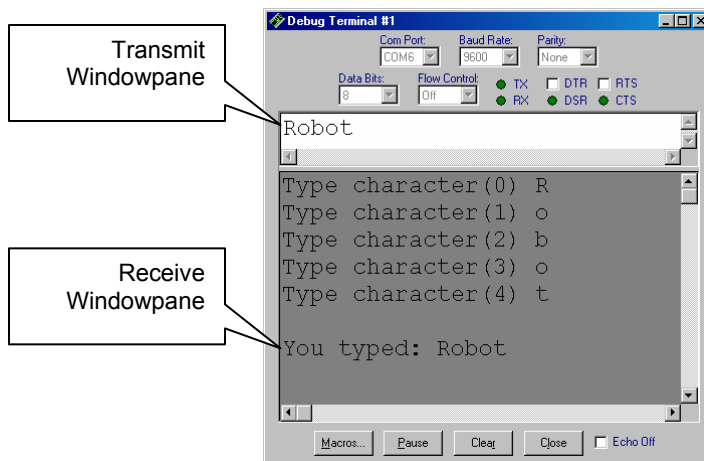 Transmit
Windowpane
Receive
Windowpane
Debug Terminal #1
Com Port: Baud Rate: Parity:
COM6 9600 None
Data Bits: Flow Control: TX DTR RTS
8 Off RX DSR CTS
Robot
Type character(0) R
Type character(1) o
Type character(2) b
Type character(3) o
Type character(4) t
You typed: Robot
Macros... Pause Clear Close Echo Off